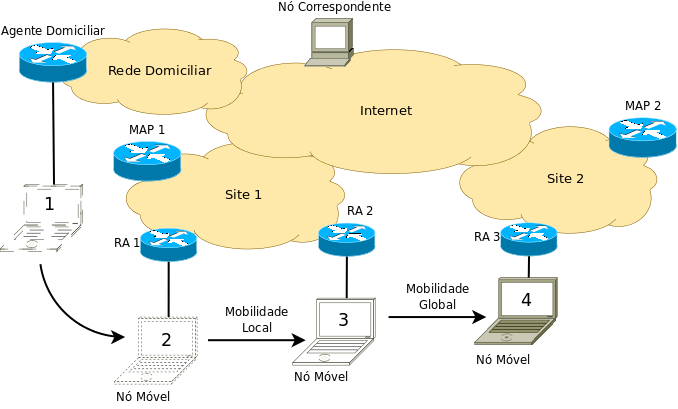 Nó Correspondente
Agente Domiciliar
Rede Domiciliar
Internet
MAP 2
MAP 1
Site 2
Site 1
1
RA 2
RA 1
RA 3
Mobilidade
Global
4
Mobilidade
Local
3
2
Nó Móvel
Nó Móvel
Nó Móvel